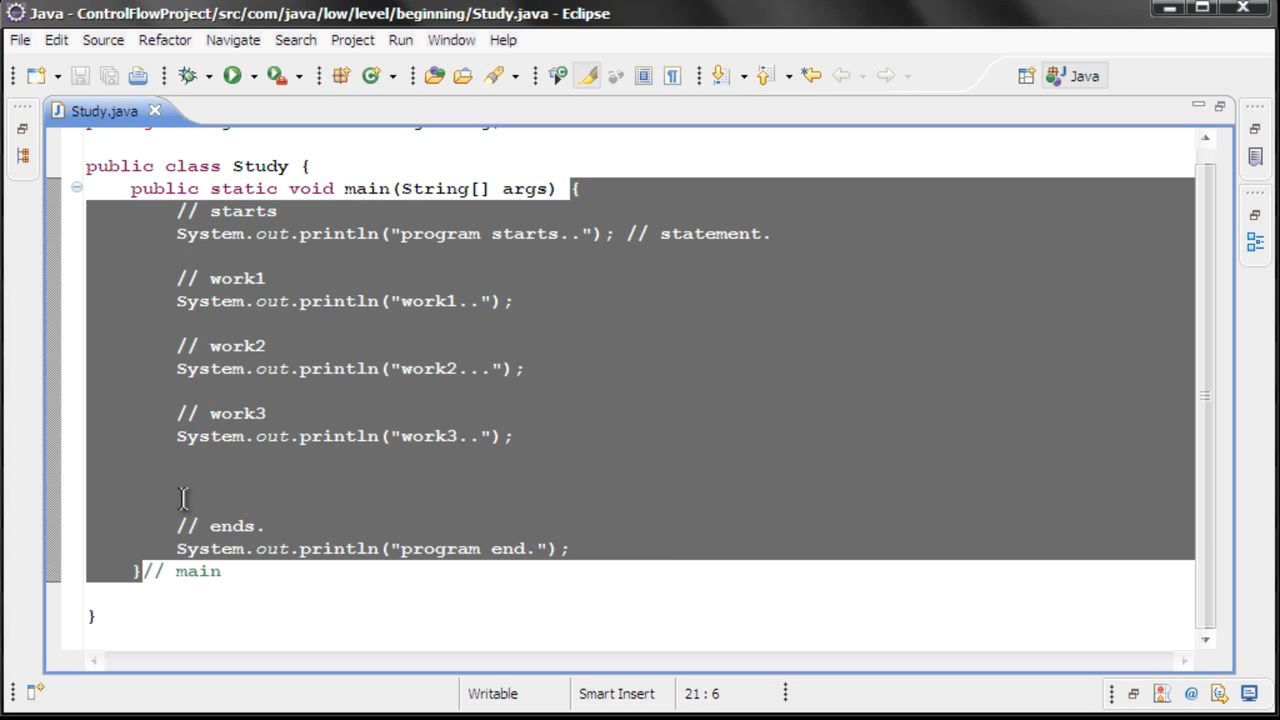 Java - ControlFlowProject/src/com/java/low/level/beginning/Study.java - Eclipse
File Edit Source Refactor Navigate Search Project Run Window Help
Java
Study.java
public class Study {
public static void main(String[] args) {
// starts
System.out.println("program starts.."); // statement.
// work1
System.out.println("work1..");
// work2
System.out.println("work2...");
// work3
System.out.println("work3..");
// ends.
System.out.println("program end.");
}// main
}
Writable Smart Insert 21 : 6